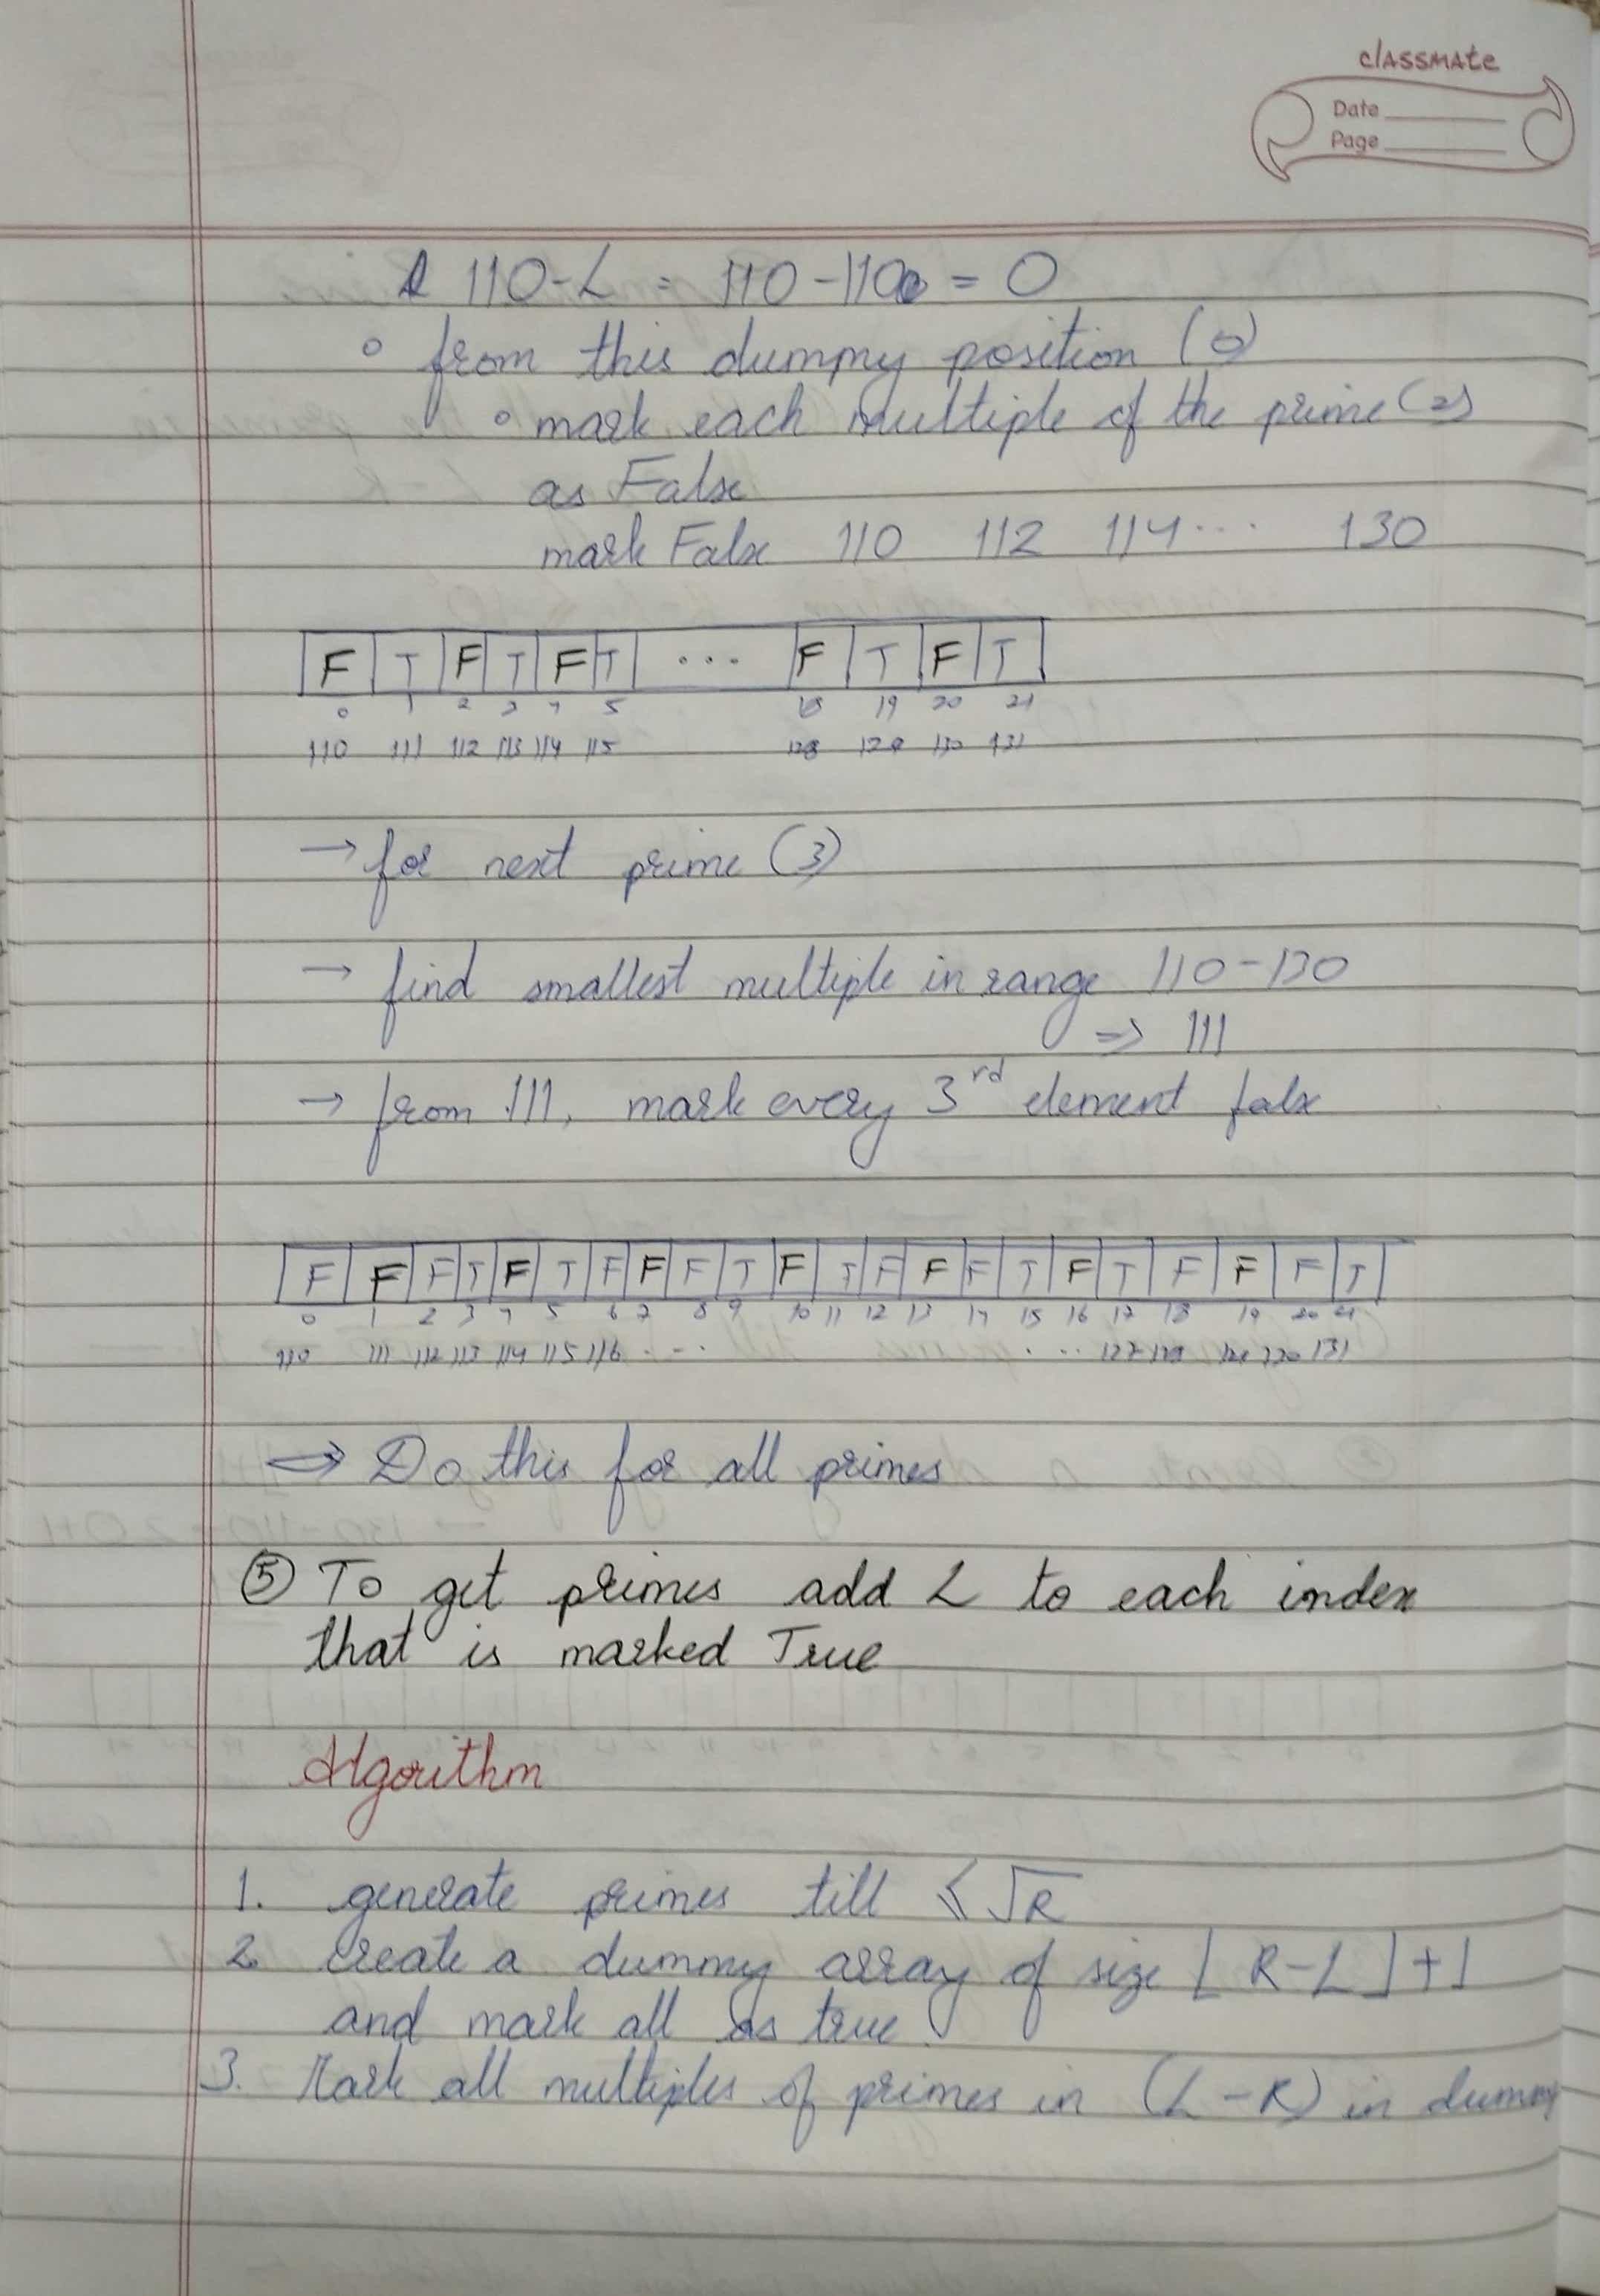 classmate
Date
Page
110-L = 110-110 = 0
∘ from this dummy position (0)
∘ mark each multiple of the prime (2)
as False
mark False 110 112 114 ... 130
F T F T F T ... F T F T
0 1 2 3 4 5 18 19 20 21
110 111 112 113 114 115 128 129 130 131
→ for next prime (3)
→ find smallest multiple in range 110-130
⇒ 111
→ from 111, mark every 3rd element false
F F F T F T F F F T F T F F F T F T F F F T
0 1 2 3 4 5 6 7 8 9 10 11 12 13 14 15 16 17 18 19 20 21
110 111 112 113 114 115 116 ... ... 127 128 129 130 131
⇒ Do this for all primes
⑤ To get primes add L to each index
that is marked True
Algorithm
1. generate primes till ≤ √R
2. create a dummy array of size ⌊R-L⌋+1
and mark all as true.
3. Mark all multiples of primes in (L-R) in dummy